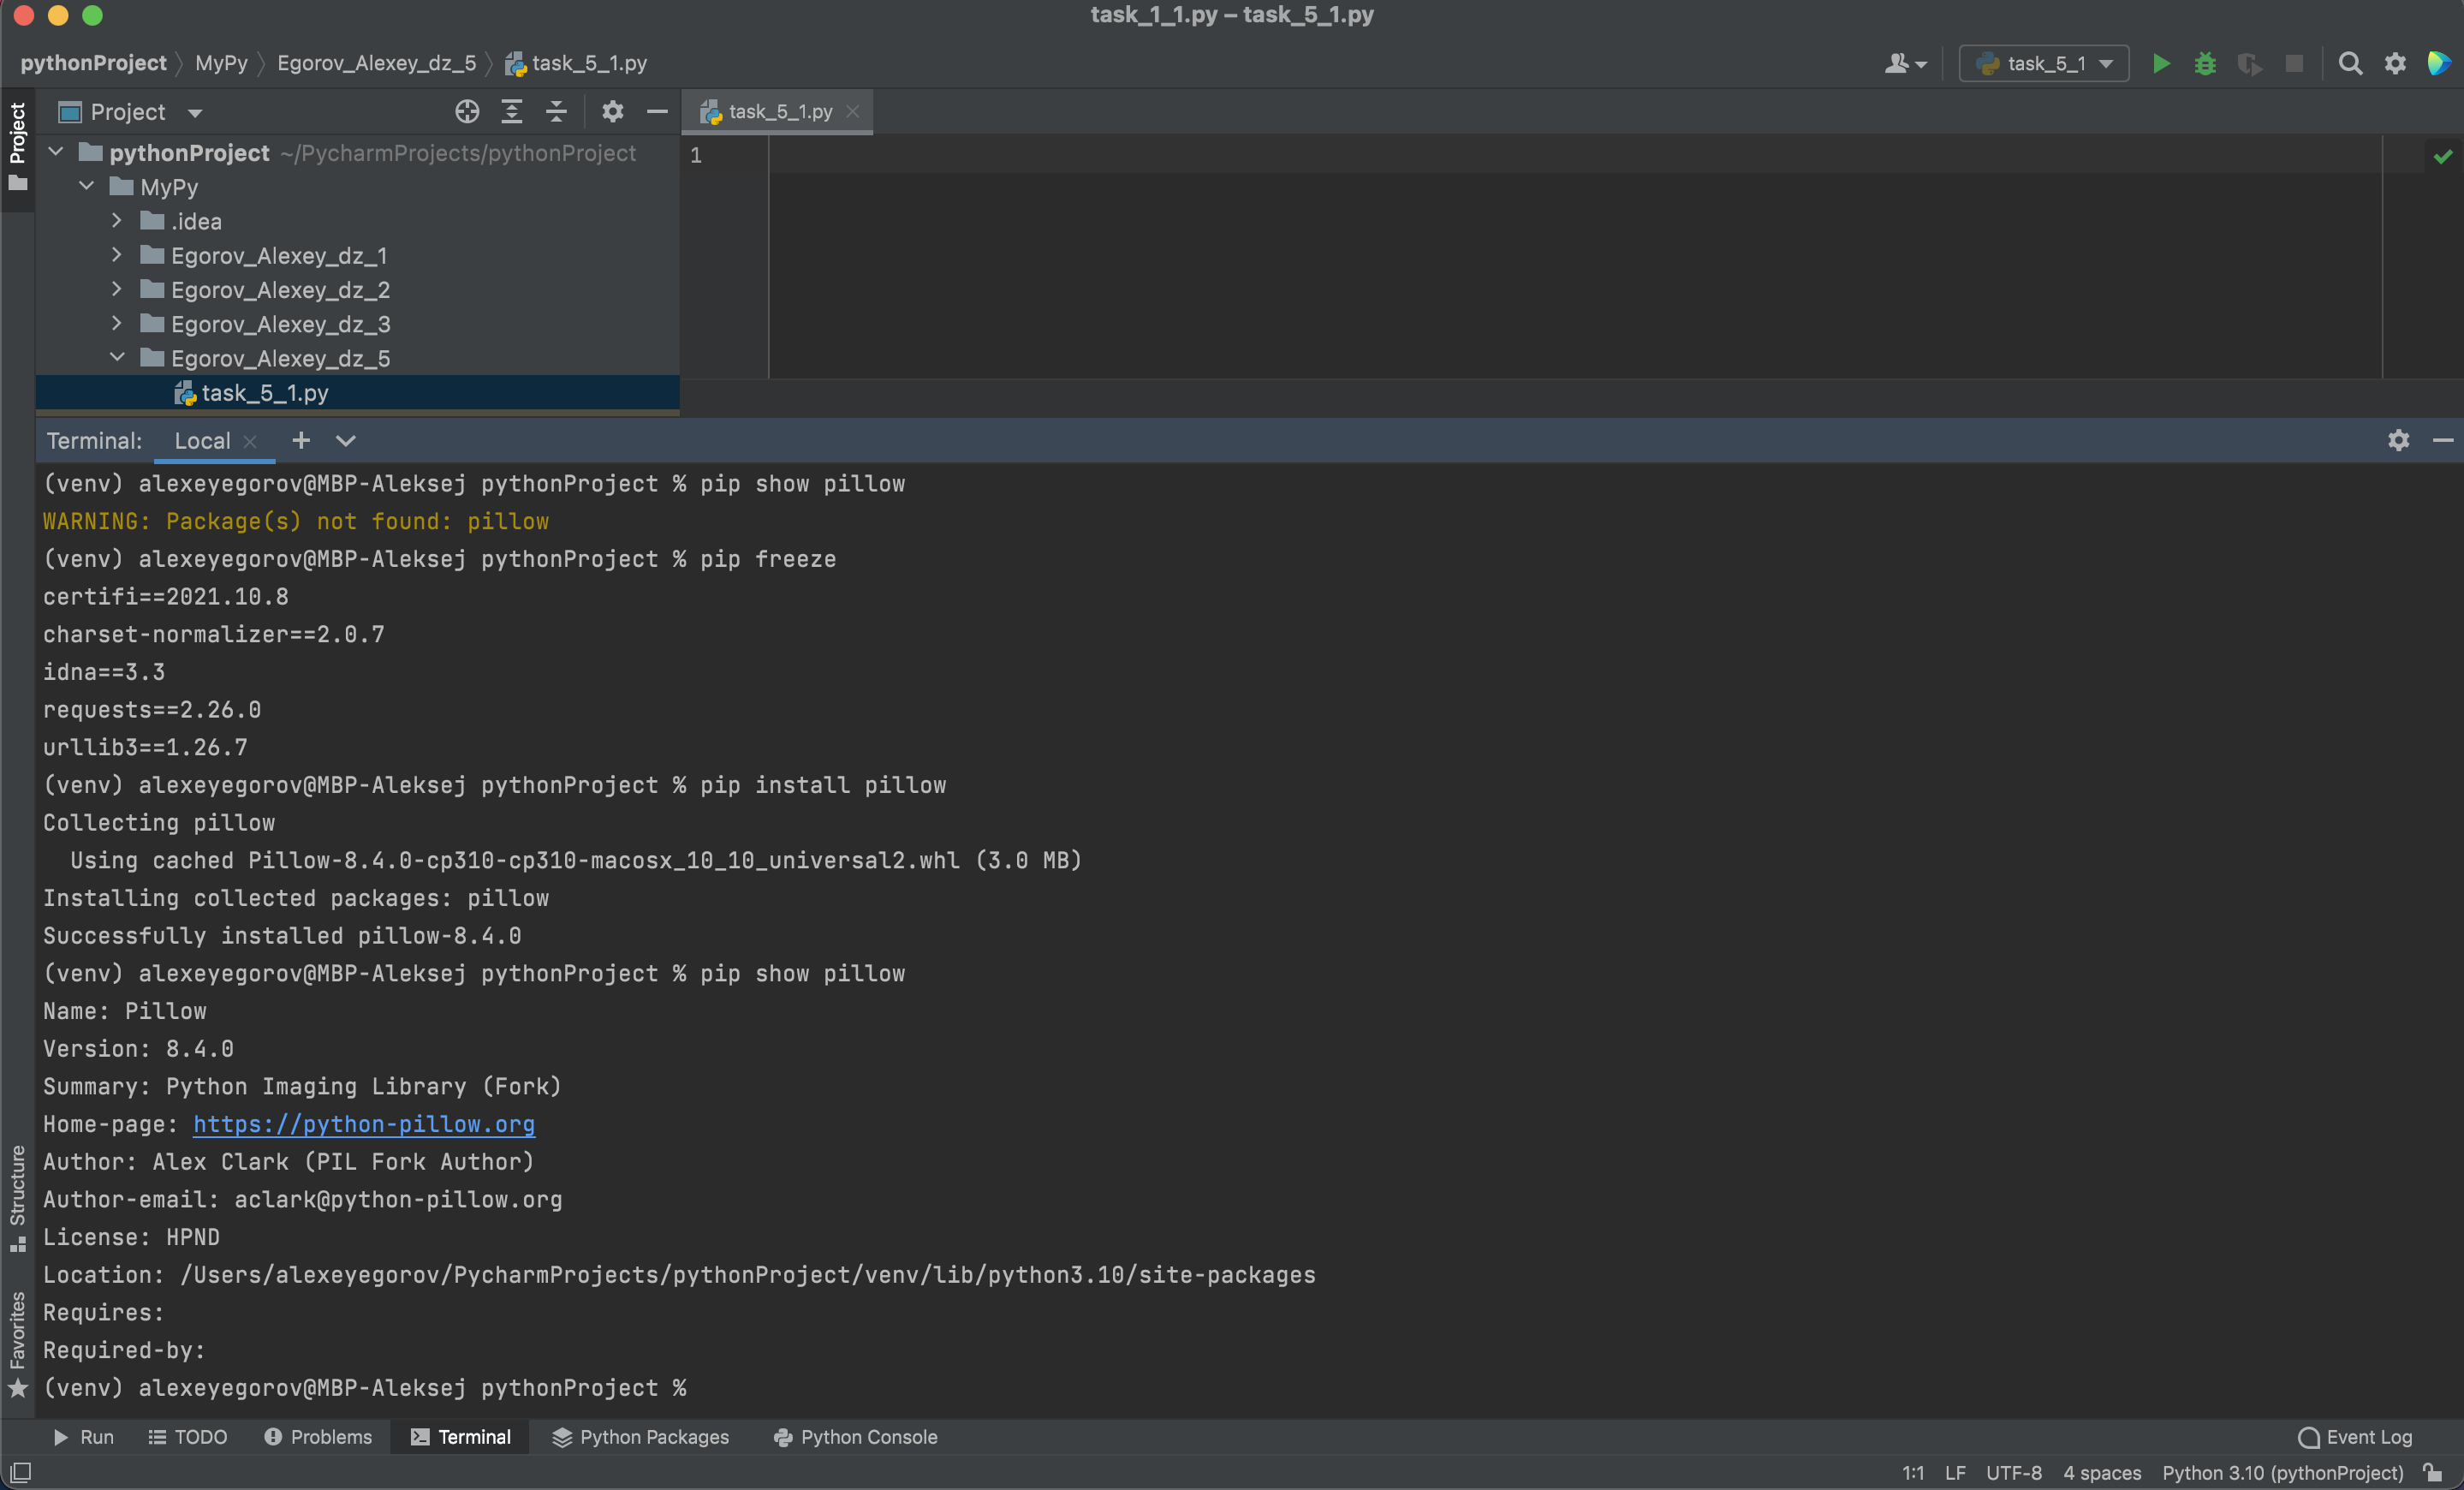 task_1_1.py – task_5_1.py
pythonProject MyPy Egorov_Alexey_dz_5 task_5_1.py
task_5_1
Project
Project
task_5_1.py
pythonProject ~/PycharmProjects/pythonProject
1
MyPy
.idea
Egorov_Alexey_dz_1
Egorov_Alexey_dz_2
Egorov_Alexey_dz_3
Egorov_Alexey_dz_5
task_5_1.py
Terminal: Local
(venv) alexeyegorov@MBP-Aleksej pythonProject % pip show pillow
WARNING: Package(s) not found: pillow
(venv) alexeyegorov@MBP-Aleksej pythonProject % pip freeze
certifi==2021.10.8
charset-normalizer==2.0.7
idna==3.3
requests==2.26.0
urllib3==1.26.7
(venv) alexeyegorov@MBP-Aleksej pythonProject % pip install pillow
Collecting pillow
  Using cached Pillow-8.4.0-cp310-cp310-macosx_10_10_universal2.whl (3.0 MB)
Installing collected packages: pillow
Successfully installed pillow-8.4.0
(venv) alexeyegorov@MBP-Aleksej pythonProject % pip show pillow
Name: Pillow
Version: 8.4.0
Summary: Python Imaging Library (Fork)
Home-page: https://python-pillow.org
Author: Alex Clark (PIL Fork Author)
Author-email: aclark@python-pillow.org
License: HPND
Location: /Users/alexeyegorov/PycharmProjects/pythonProject/venv/lib/python3.10/site-packages
Requires:
Required-by:
(venv) alexeyegorov@MBP-Aleksej pythonProject %
Structure
Favorites
Run TODO Problems Terminal Python Packages Python Console Event Log
1:1 LF UTF-8 4 spaces Python 3.10 (pythonProject)